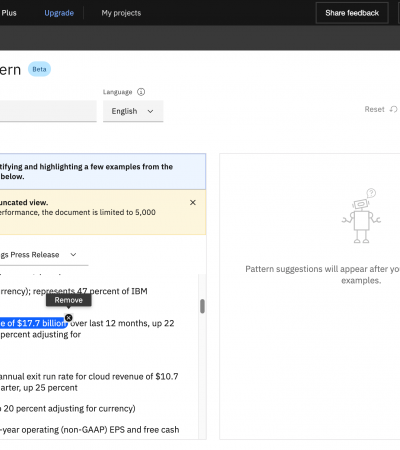 Plus Upgrade My projects Share feedback
ern Beta
Language
English
Reset
tifying and highlighting a few examples from the
below.
uncated view.
erformance, the document is limited to 5,000
gs Press Release
rrency); represents 47 percent of IBM
Remove
e of $17.7 billion over last 12 months, up 22
percent adjusting for
annual exit run rate for cloud revenue of $10.7
arter, up 25 percent
p 20 percent adjusting for currency)
-year operating (non-GAAP) EPS and free cash
Pattern suggestions will appear after you
examples.